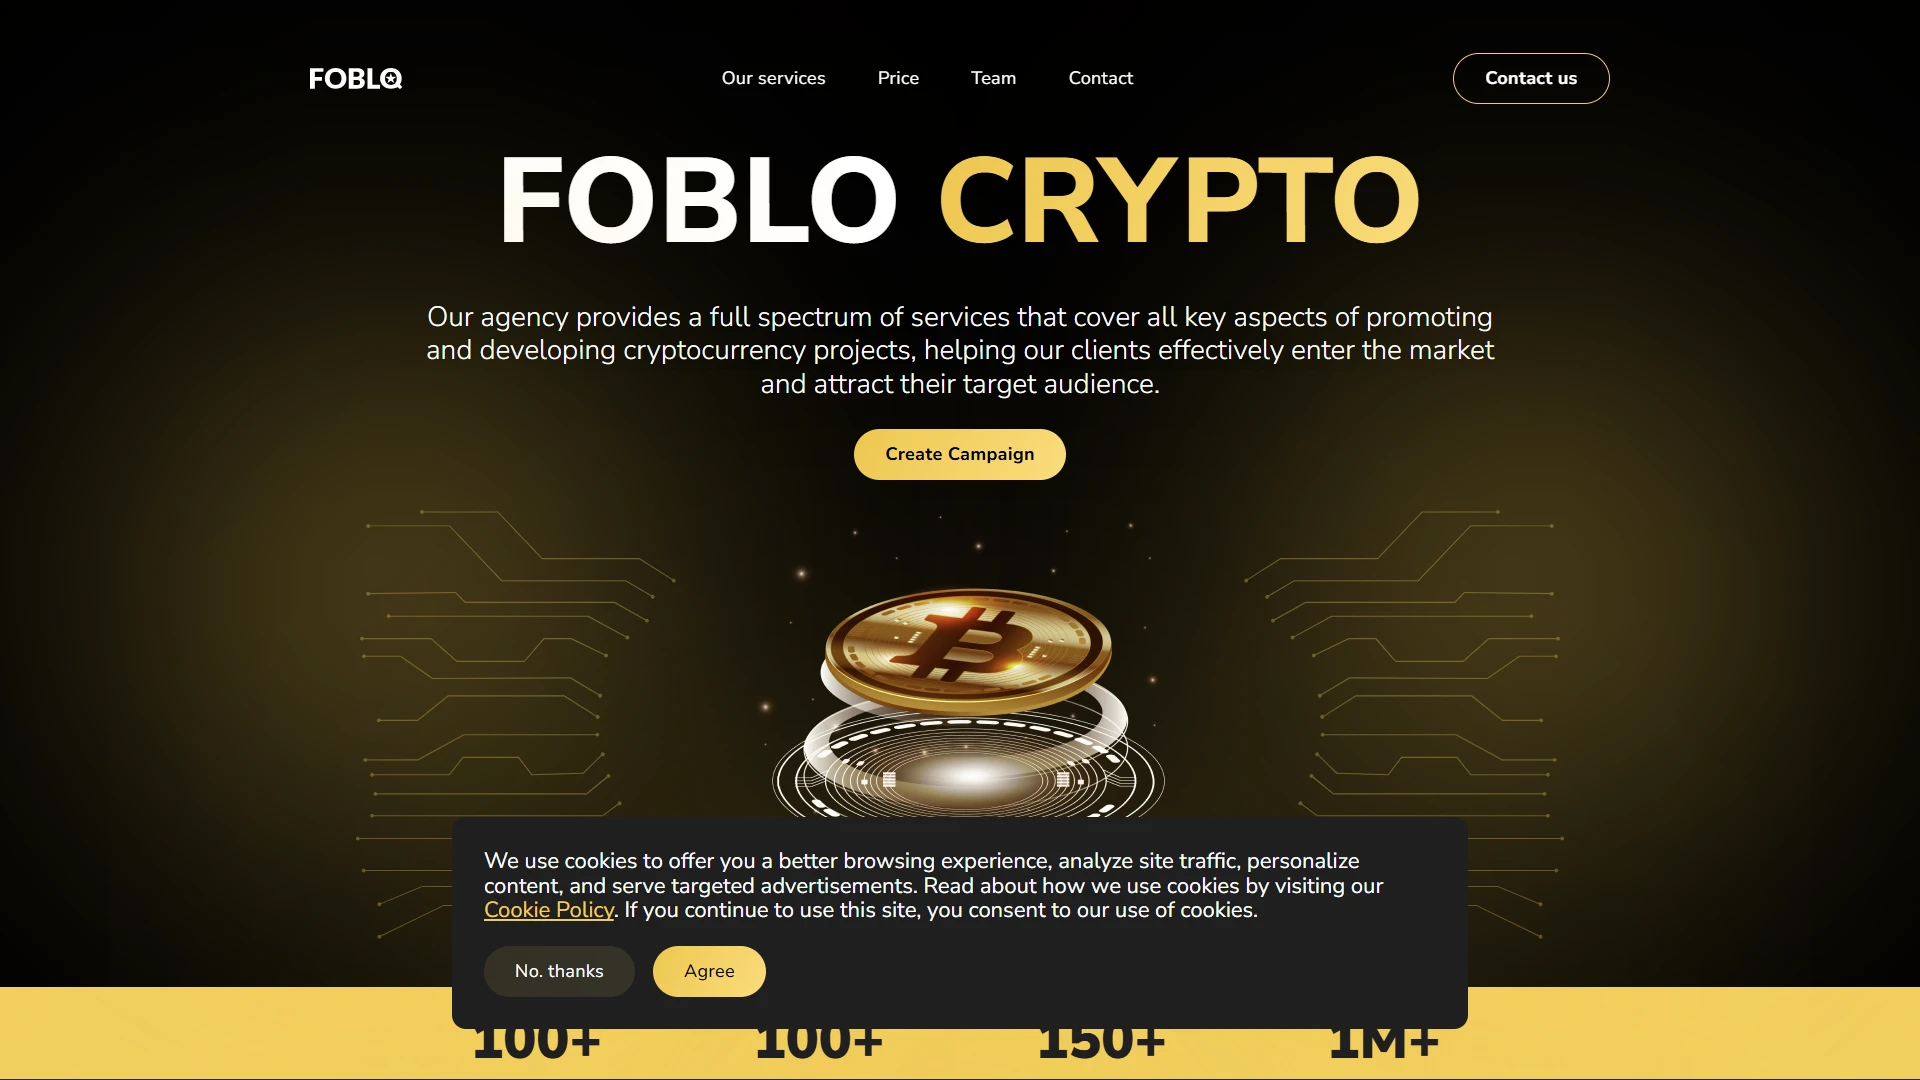 FOBLO
Our services
Price
Team
Contact
Contact us
FOBLO CRYPTO
Our agency provides a full spectrum of services that cover all key aspects of promoting
and developing cryptocurrency projects, helping our clients effectively enter the market
and attract their target audience.
Create Campaign
We use cookies to offer you a better browsing experience, analyze site traffic, personalize
content, and serve targeted advertisements. Read about how we use cookies by visiting our
Cookie Policy. If you continue to use this site, you consent to our use of cookies.
No. thanks
Agree
100+
100+
150+
1M+